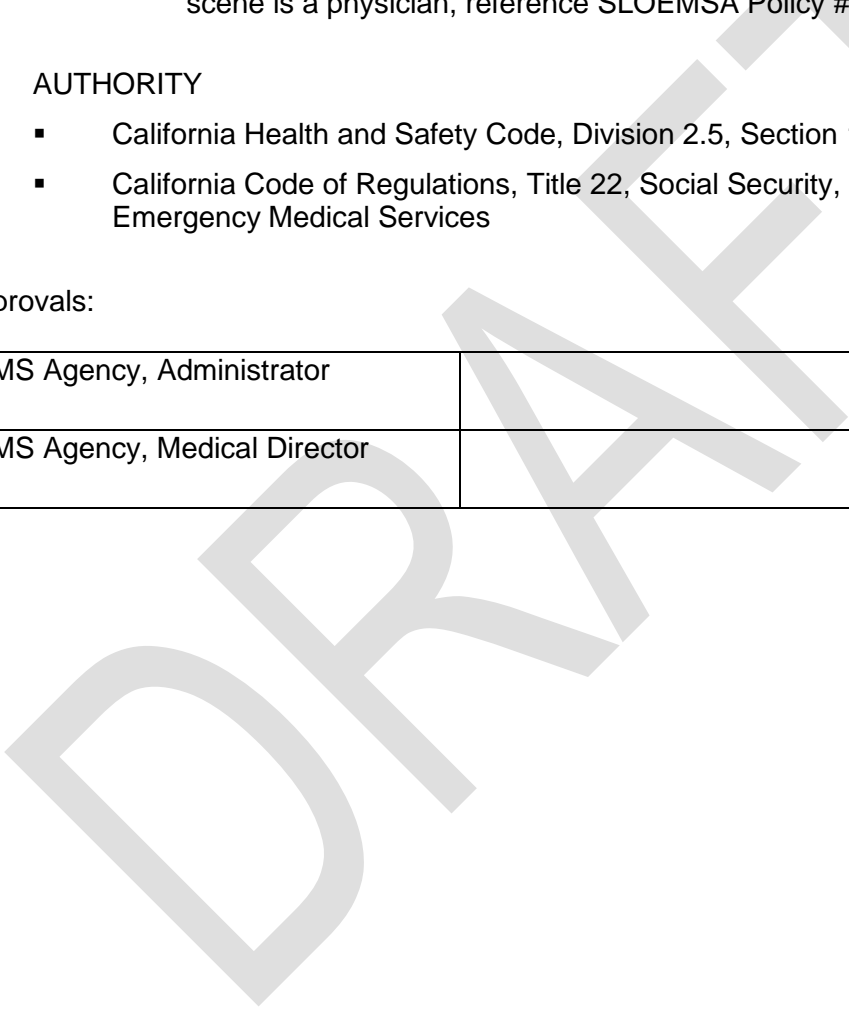 scene is a physician, reference SLOEMSA Policy #
AUTHORITY
▪ California Health and Safety Code, Division 2.5, Section
▪ California Code of Regulations, Title 22, Social Security,
Emergency Medical Services
provals:
MS Agency, Administrator
MS Agency, Medical Director
DRAFT